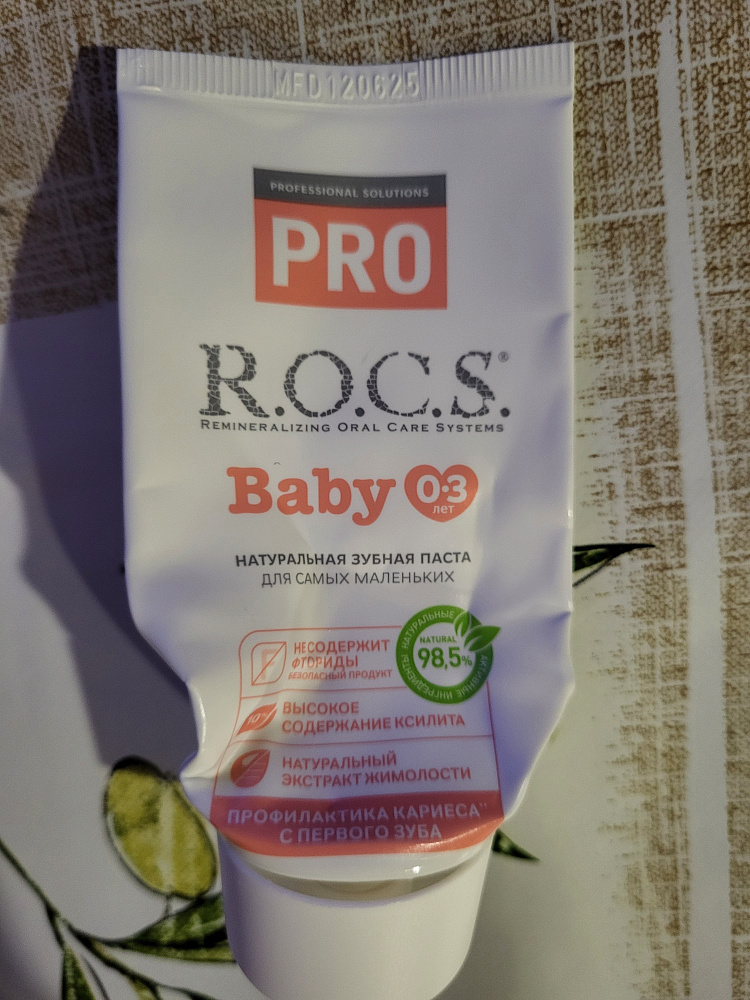 MFD120625
PROFESSIONAL SOLUTIONS
PRO
R.O.C.S.®
REMINERALIZING ORAL CARE SYSTEMS
Baby 0-3
лет
НАТУРАЛЬНАЯ ЗУБНАЯ ПАСТА
ДЛЯ САМЫХ МАЛЕНЬКИХ
НЕ СОДЕРЖИТ
ФТОРИДЫ
БЕЗОПАСНЫЙ ПРОДУКТ
НАТУРАЛЬНЫЕ
NATURAL
98,5%
АКТИВНЫЕ ИНГРЕДИЕНТЫ
10%
ВЫСОКОЕ
СОДЕРЖАНИЕ КСИЛИТА
НАТУРАЛЬНЫЙ
ЭКСТРАКТ ЖИМОЛОСТИ
ПРОФИЛАКТИКА КАРИЕСА"
С ПЕРВОГО ЗУБА